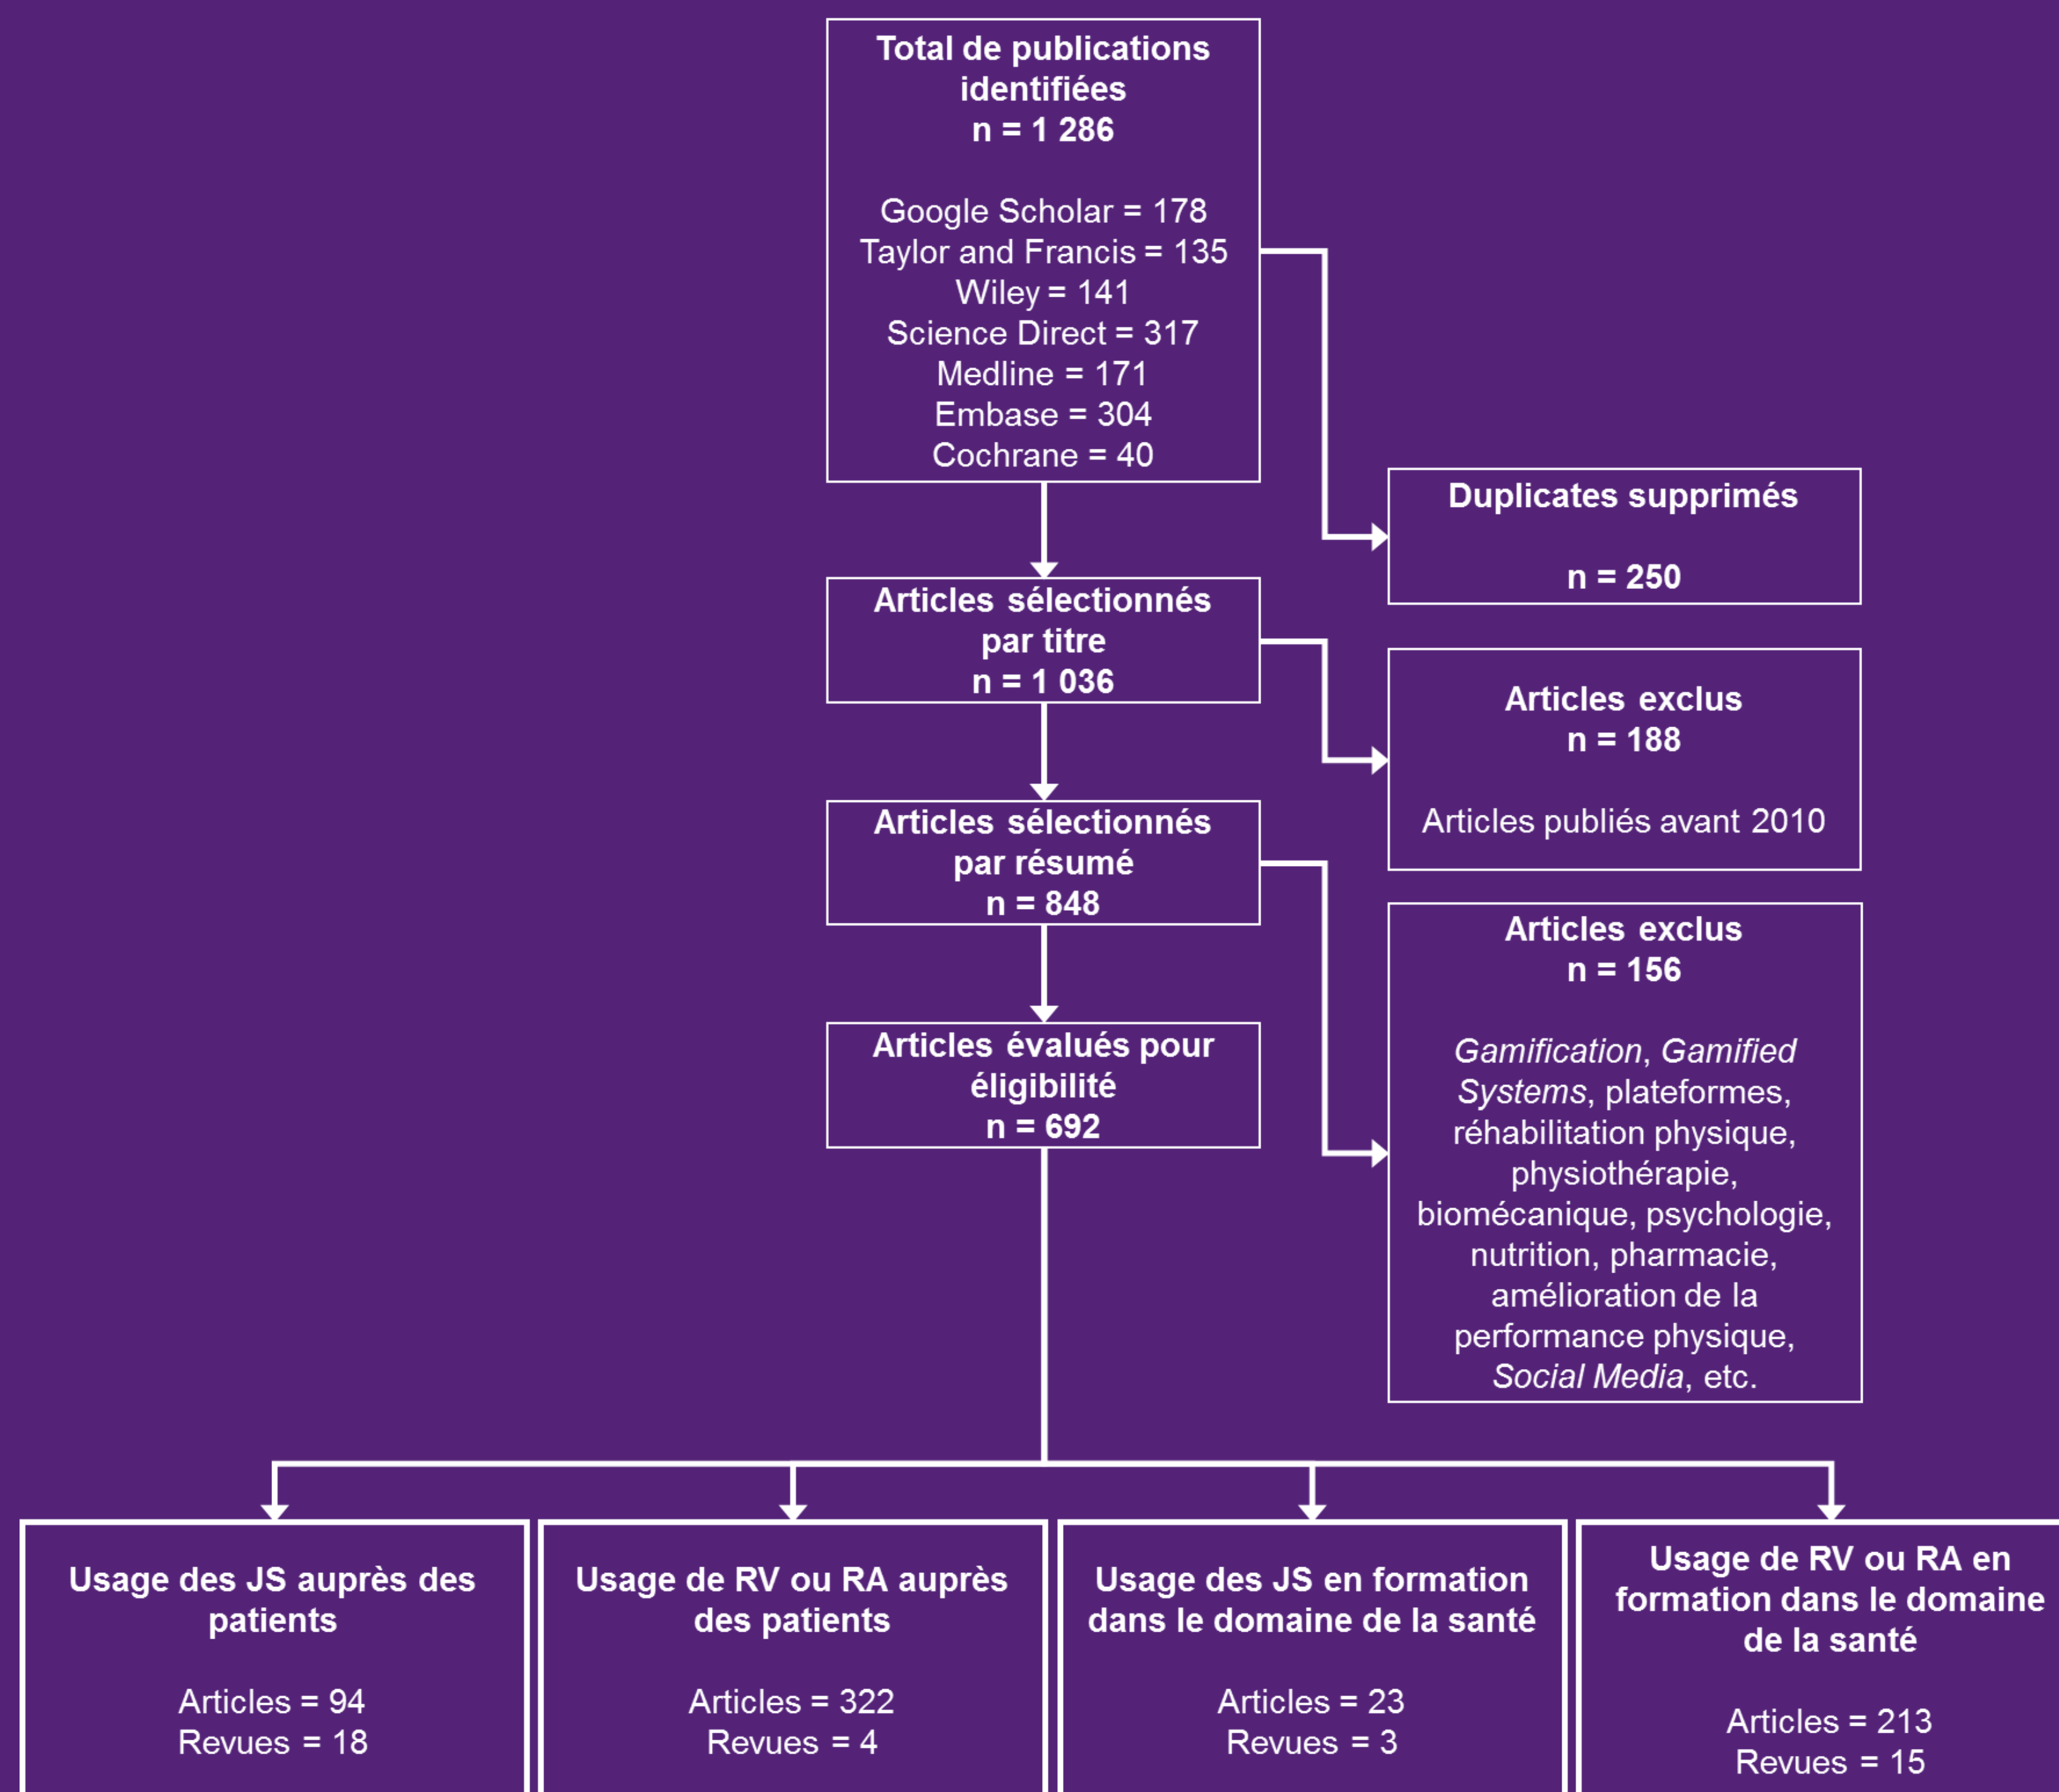 Total de publications
identifiées
n = 1 286
Google Scholar = 178
Taylor and Francis = 135
Wiley = 141
Science Direct = 317
Medline = 171
Embase = 304
Cochrane = 40
Duplicates supprimés
n = 250
Articles sélectionnés
par titre
n = 1 036
Articles exclus
n = 188
Articles publiés avant 2010
Articles sélectionnés
par résumé
n = 848
Articles exclus
n = 156
Gamification, Gamified
Systems, plateformes,
réhabilitation physique,
physiothérapie,
biomécanique, psychologie,
nutrition, pharmacie,
amélioration de la
performance physique,
Social Media, etc.
Articles évalués pour
éligibilité
n = 692
Usage des JS auprès des
patients
Articles = 94
Revues = 18
Usage de RV ou RA auprès
des patients
Articles = 322
Revues = 4
Usage des JS en formation
dans le domaine de la santé
Articles = 23
Revues = 3
Usage de RV ou RA en
formation dans le domaine
de la santé
Articles = 213
Revues = 15